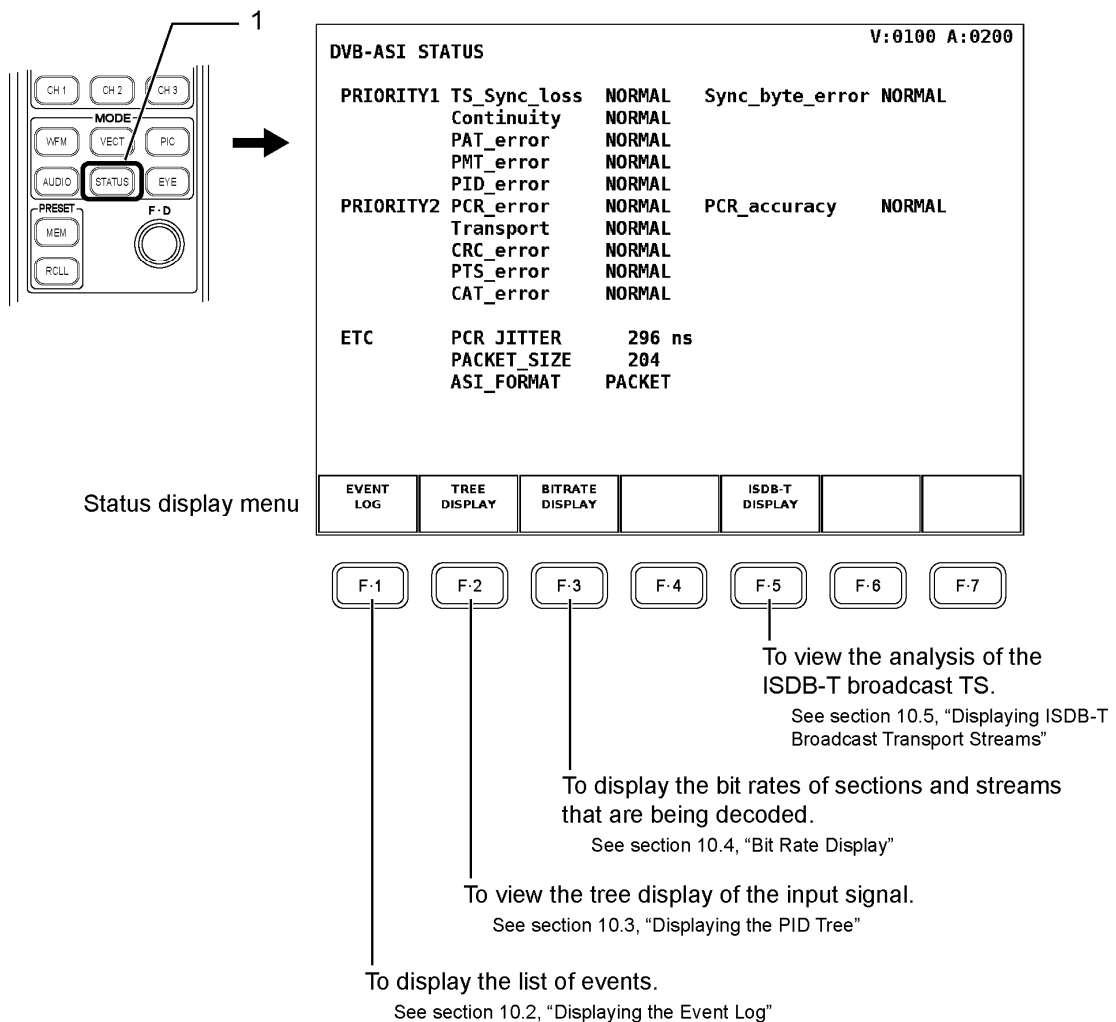 1
CH 1 CH 2 CH 3
MODE
WFM VECT PIC
AUDIO STATUS EYE
PRESET F·D
MEM
RCLL
V:0100 A:0200
DVB-ASI STATUS
PRIORITY1 TS_Sync_loss NORMAL Sync_byte_error NORMAL
Continuity NORMAL
PAT_error NORMAL
PMT_error NORMAL
PID_error NORMAL
PRIORITY2 PCR_error NORMAL PCR_accuracy NORMAL
Transport NORMAL
CRC_error NORMAL
PTS_error NORMAL
CAT_error NORMAL
ETC PCR JITTER 296 ns
PACKET_SIZE 204
ASI_FORMAT PACKET
Status display menu
EVENT LOG
TREE DISPLAY
BITRATE DISPLAY
ISDB-T DISPLAY
F·1 F·2 F·3 F·4 F·5 F·6 F·7
To view the analysis of the
ISDB-T broadcast TS.
See section 10.5, “Displaying ISDB-T
Broadcast Transport Streams”
To display the bit rates of sections and streams
that are being decoded.
See section 10.4, “Bit Rate Display”
To view the tree display of the input signal.
See section 10.3, “Displaying the PID Tree”
To display the list of events.
See section 10.2, “Displaying the Event Log”